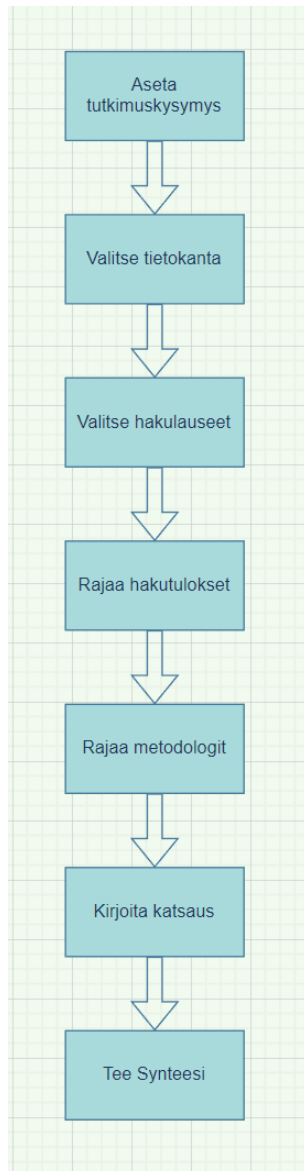 Aseta
tutkimuskysymys
Valitse tietokanta
Valitse hakulauseet
Rajaa hakutulokset
Rajaa metodologit
Kirjoita katsaus
Tee Synteesi